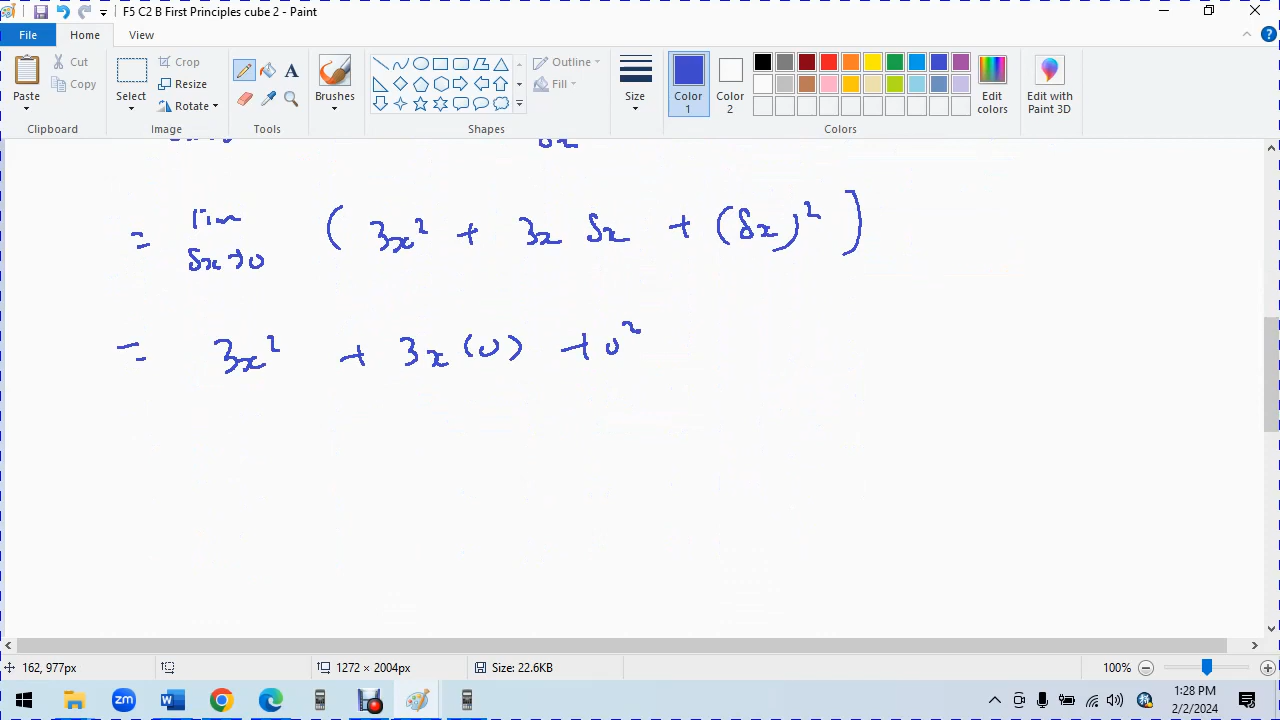 F5 C2 B First Principles cube 2 - Paint
File Home View
Paste Cut Copy Select Crop Resize Rotate A Brushes Outline Fill Size Color 1 Color 2 Edit colors Edit with Paint 3D
Clipboard Image Tools Shapes Colors
δx
= lim δx→0 ( 3x² + 3x δx + (δx)² )
= 3x² + 3x (0) + 0²
162, 977px 1272 × 2004px Size: 22.6KB 100%
zm W 1:28 PM
2/2/2024